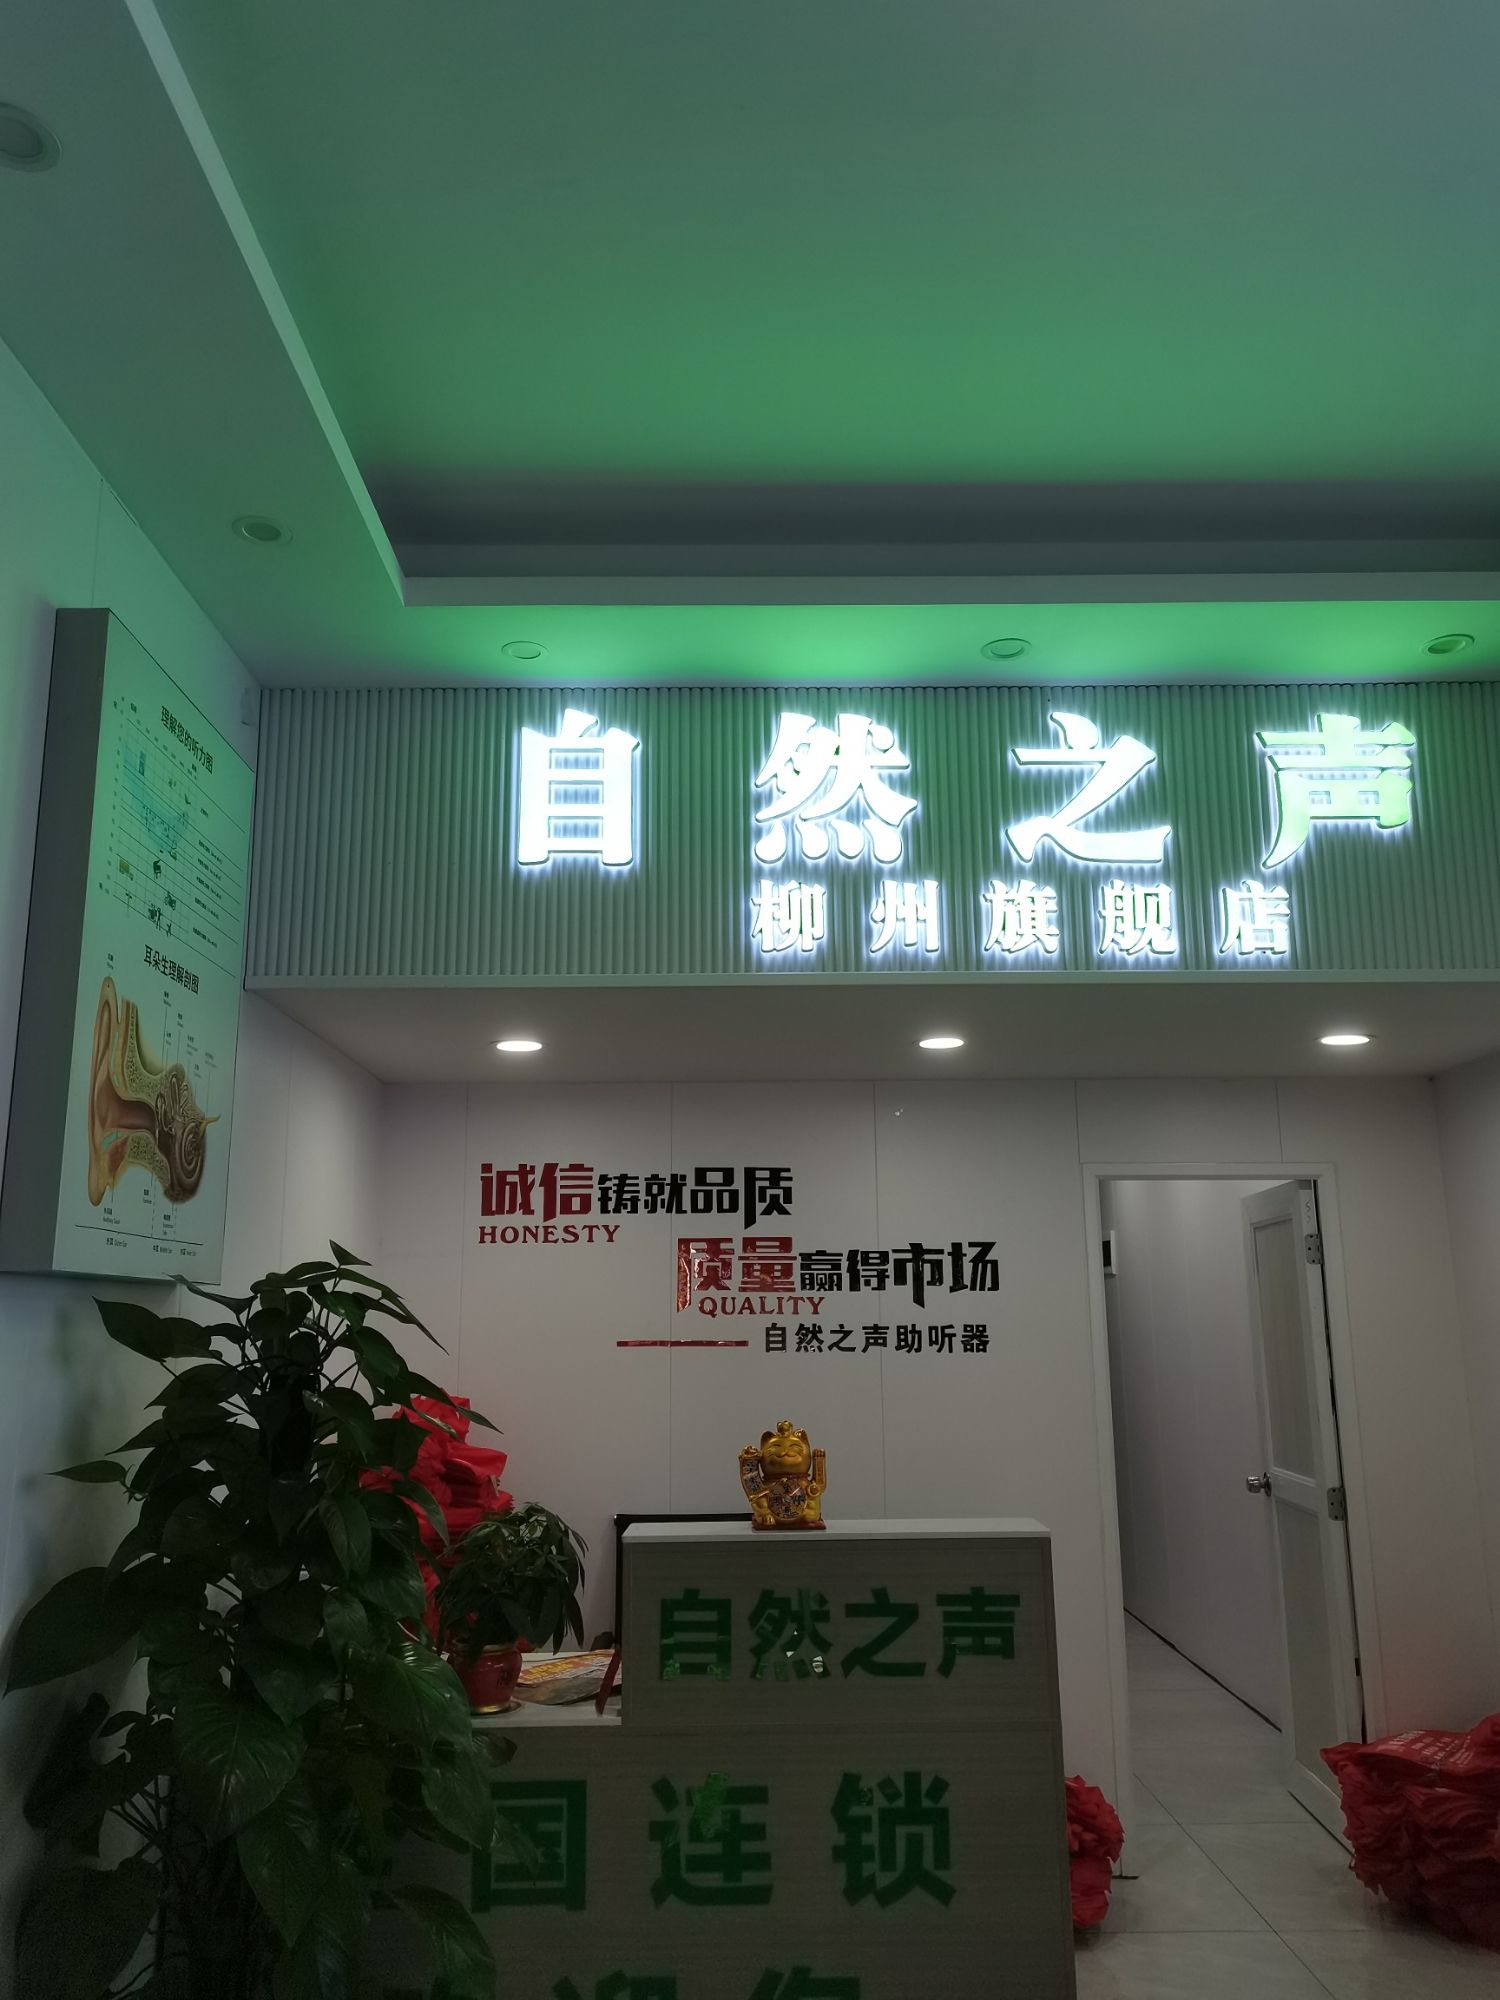 自然之声
柳州旗舰店
理解您的听力图
耳朵生理解剖图
诚信铸就品质
HONESTY
质量赢得市场
QUALITY
自然之声助听器
自然之声
国连锁